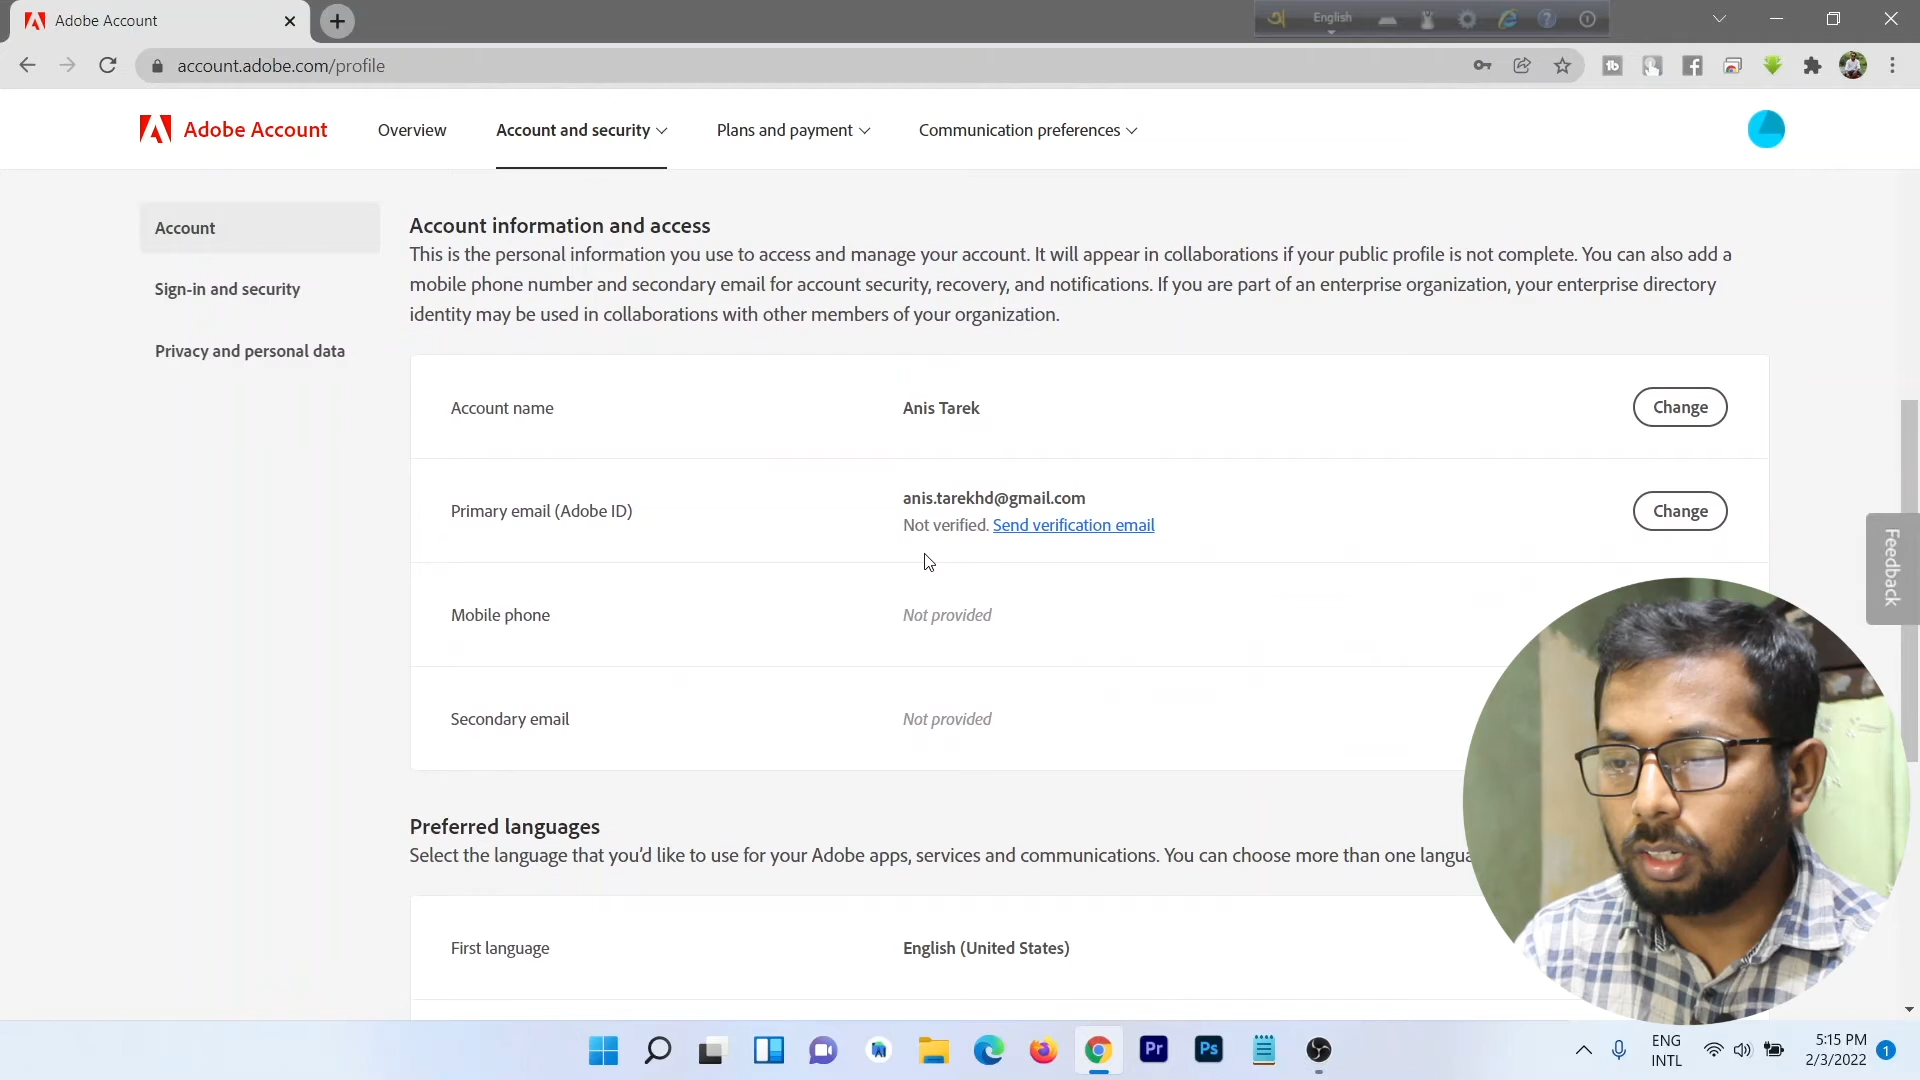 Adobe Account
English
account.adobe.com/profile
Adobe Account
Overview
Account and security
Plans and payment
Communication preferences
Account
Sign-in and security
Privacy and personal data
Account information and access
This is the personal information you use to access and manage your account. It will appear in collaborations if your public profile is not complete. You can also add a
mobile phone number and secondary email for account security, recovery, and notifications. If you are part of an enterprise organization, your enterprise directory
identity may be used in collaborations with other members of your organization.
Account name
Anis Tarek
Change
Primary email (Adobe ID)
anis.tarekhd@gmail.com
Not verified. Send verification email
Change
Mobile phone
Not provided
Secondary email
Not provided
Feedback
Preferred languages
Select the language that you'd like to use for your Adobe apps, services and communications. You can choose more than one langua
First language
English (United States)
Pr
Ps
ENG
INTL
5:15 PM
2/3/2022
1